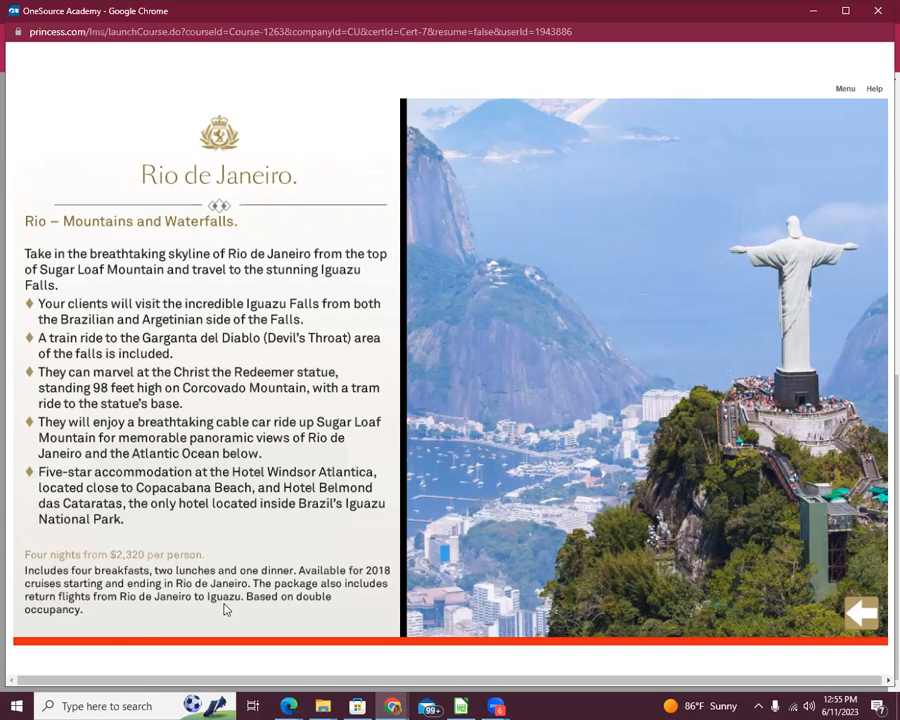 OneSource Academy - Google Chrome
princess.com/lms/launchCourse.do?courseId=Course-1263&companyId=CU&certId=Cert-7&resume=false&userId=1943886
Menu Help
Rio de Janeiro.
Rio – Mountains and Waterfalls.
Take in the breathtaking skyline of Rio de Janeiro from the top
of Sugar Loaf Mountain and travel to the stunning Iguazu
Falls.
Your clients will visit the incredible Iguazu Falls from both
the Brazilian and Argetinian side of the Falls.
A train ride to the Garganta del Diablo (Devil's Throat) area
of the falls is included.
They can marvel at the Christ the Redeemer statue,
standing 98 feet high on Corcovado Mountain, with a tram
ride to the statue's base.
They will enjoy a breathtaking cable car ride up Sugar Loaf
Mountain for memorable panoramic views of Rio de
Janeiro and the Atlantic Ocean below.
Five-star accommodation at the Hotel Windsor Atlantica,
located close to Copacabana Beach, and Hotel Belmond
das Cataratas, the only hotel located inside Brazil's Iguazu
National Park.
Four nights from $2,320 per person.
Includes four breakfasts, two lunches and one dinner. Available for 2018
cruises starting and ending in Rio de Janeiro. The package also includes
return flights from Rio de Janeiro to Iguazu. Based on double
occupancy.
Type here to search
99+
6
86°F Sunny
12:55 PM
6/11/2023
7